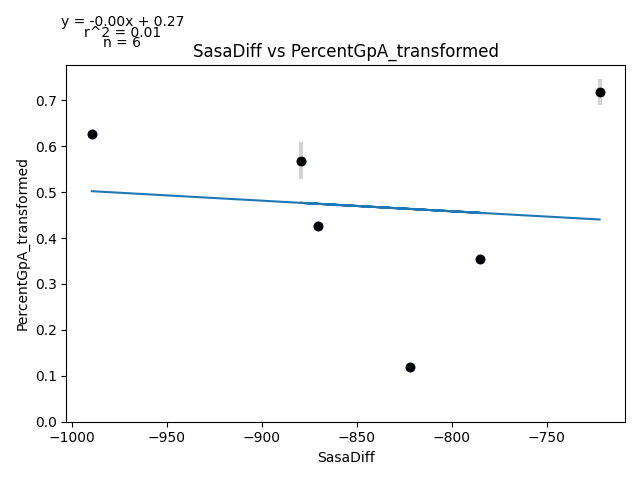 y = -0.00x + 0.27
r^2 = 0.01
n = 6
SasaDiff vs PercentGpA_transformed
PercentGpA_transformed
0.7
0.6
0.5
0.4
0.3
0.2
0.1
0.0
−1000 −950 −900 −850 −800 −750
SasaDiff